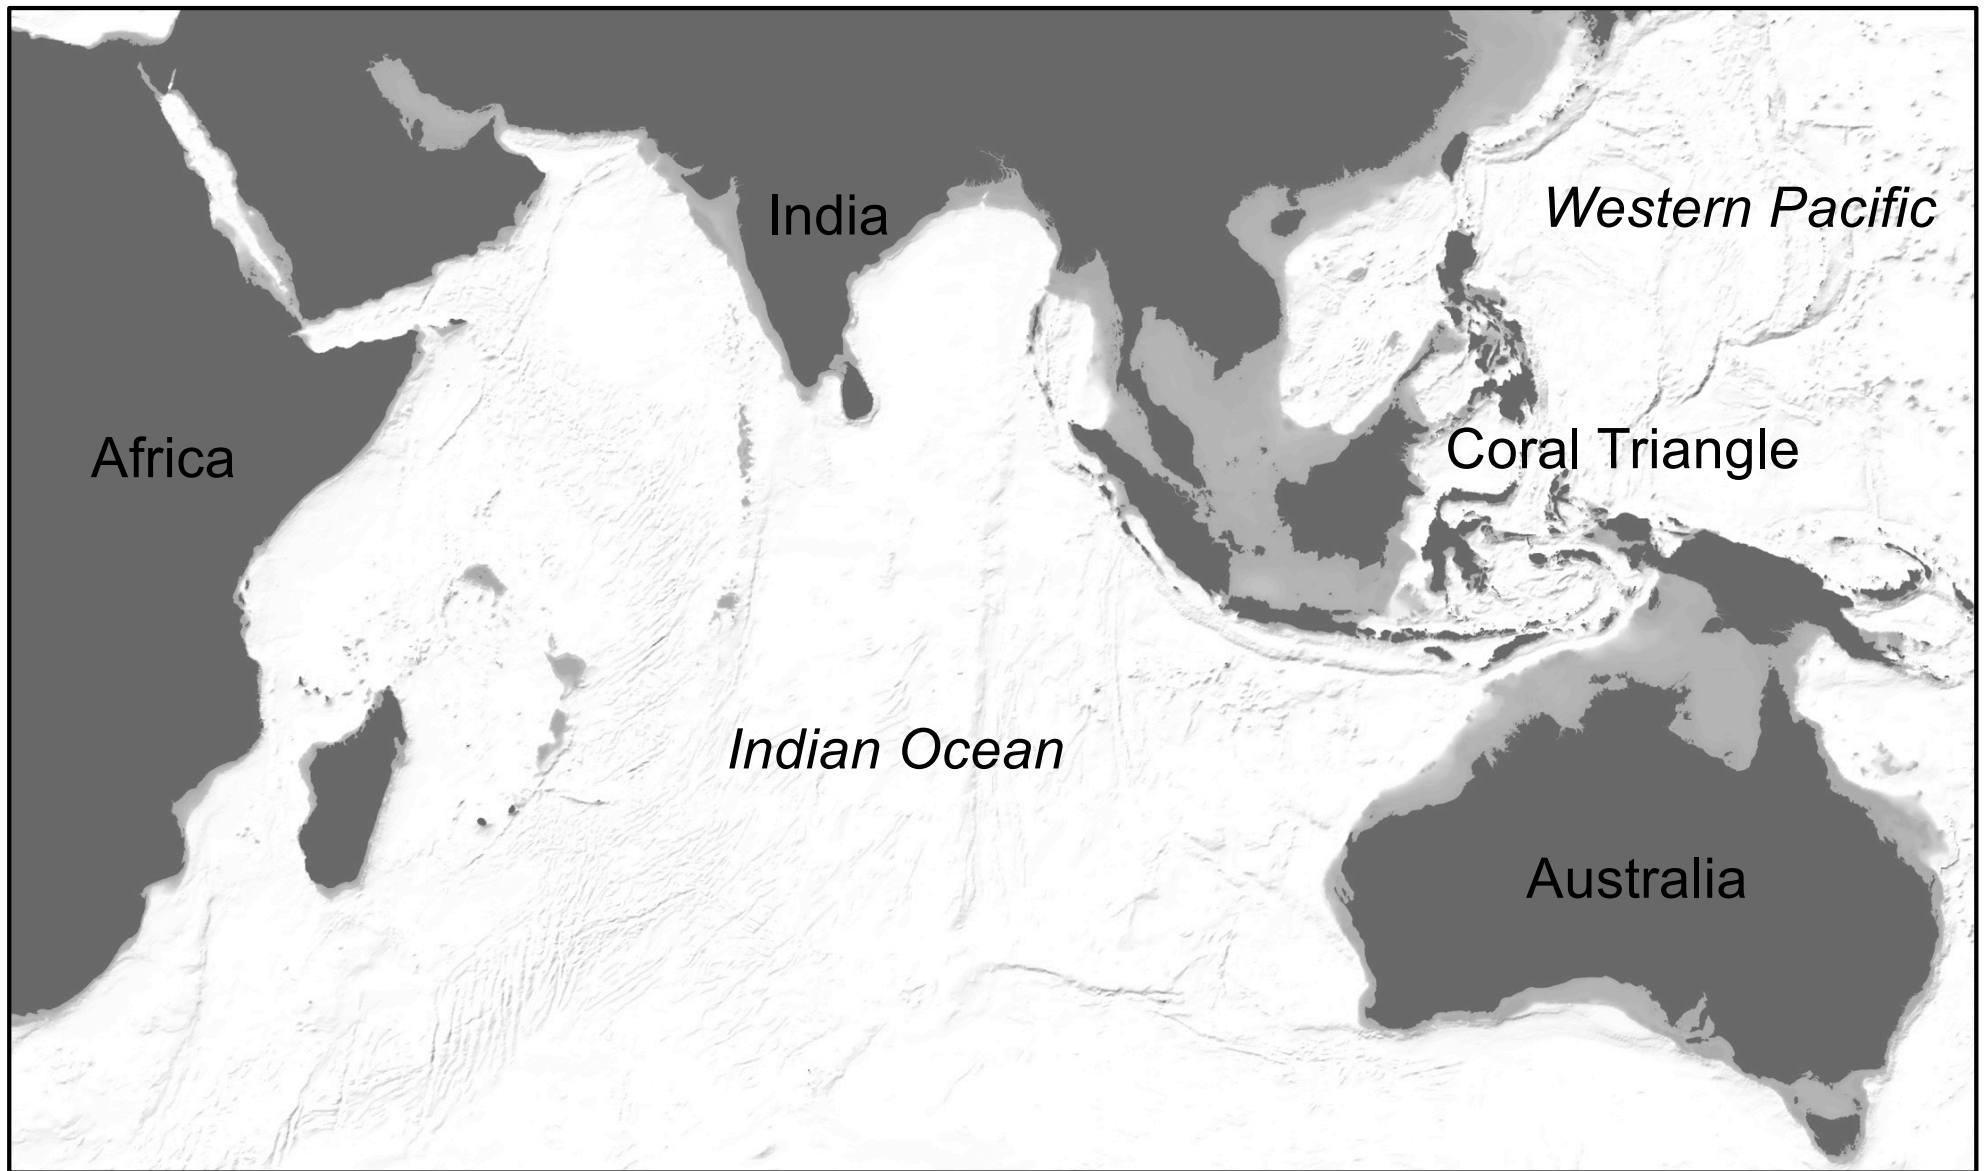 India
Western Pacific
Africa
Coral Triangle
Indian Ocean
Australia